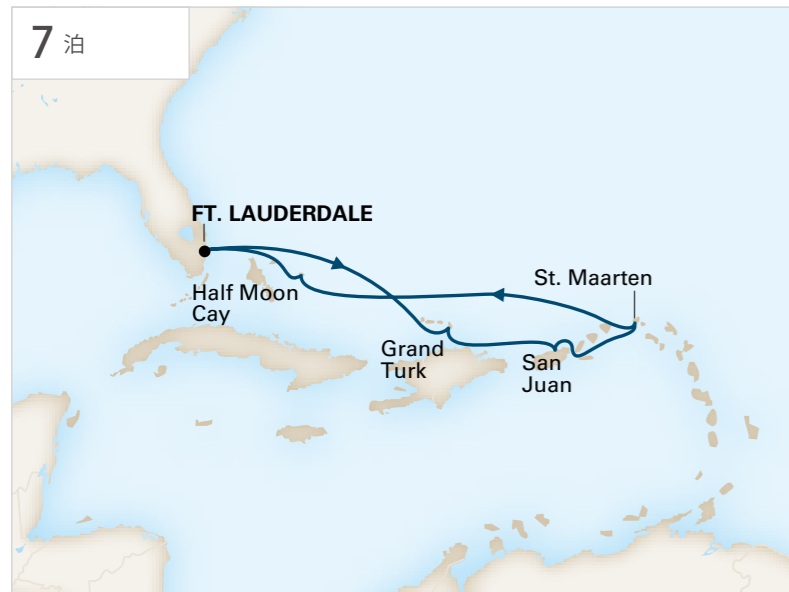 7 泊
FT. LAUDERDALE
St. Maarten
Half Moon
Cay
Grand
Turk
San
Juan